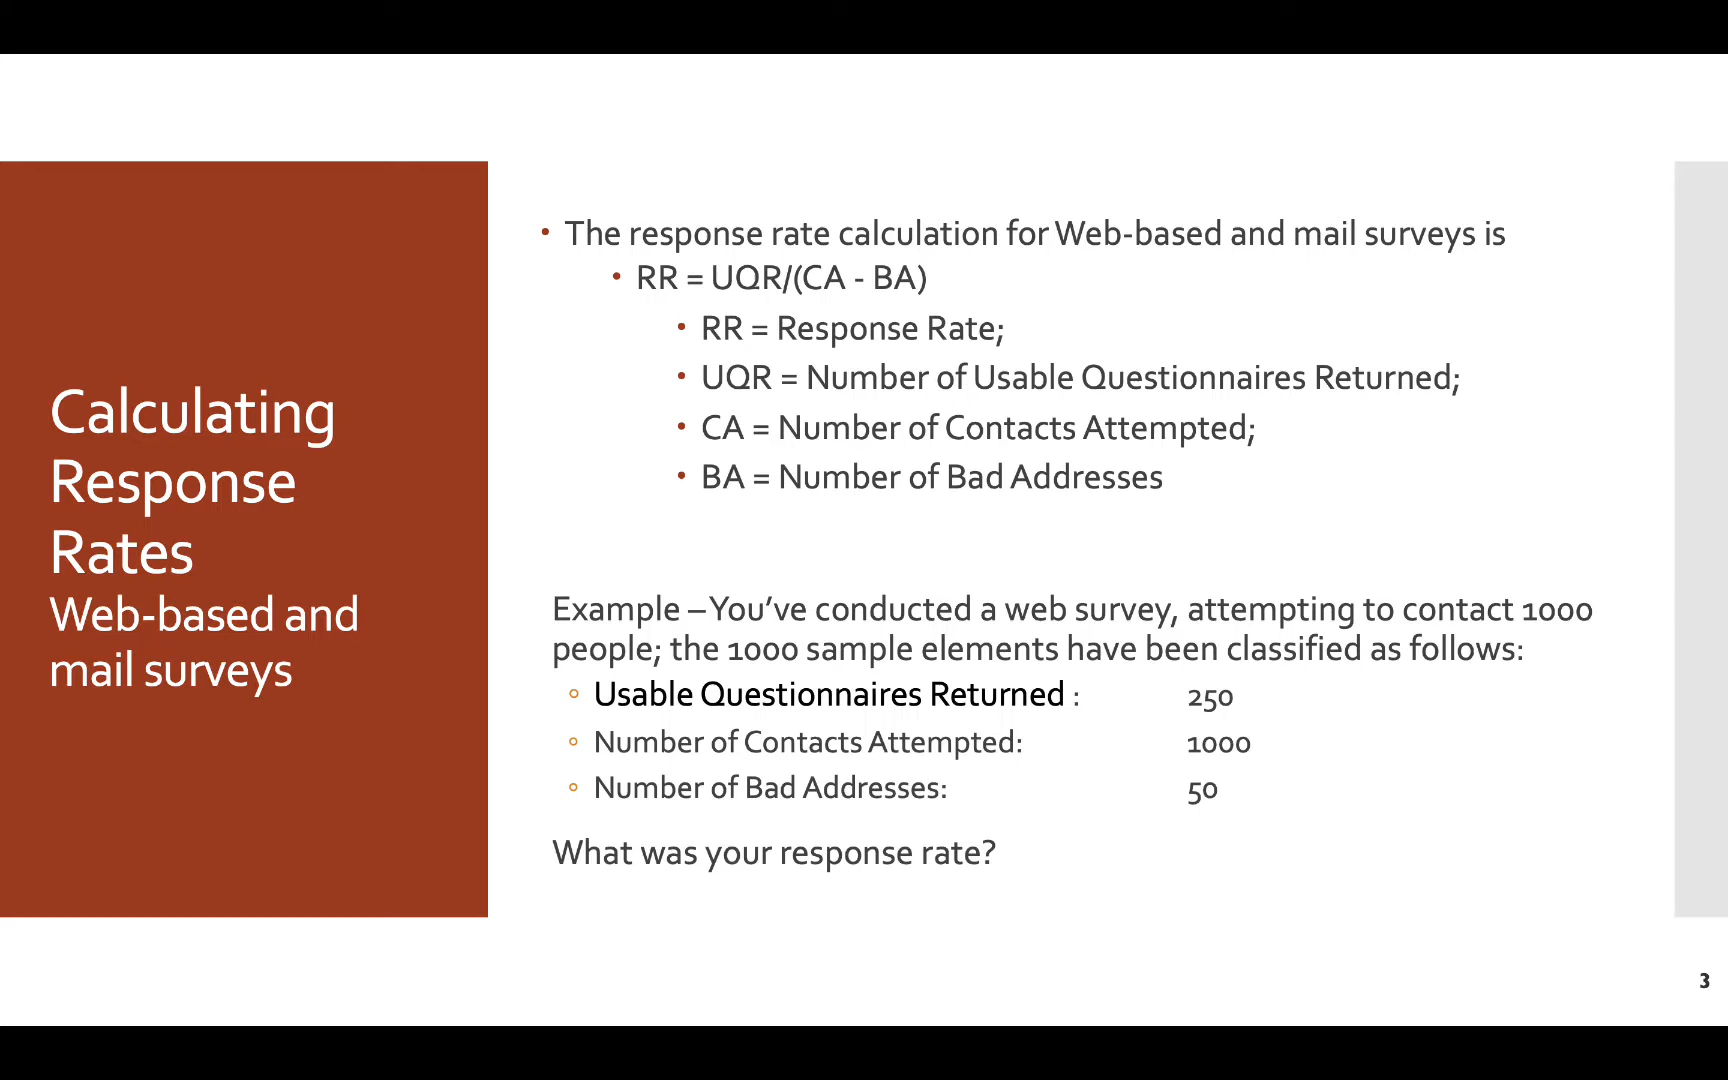 Calculating
Response
Rates
Web-based and
mail surveys
• The response rate calculation for Web-based and mail surveys is
• RR = UQR/(CA - BA)
• RR = Response Rate;
• UQR = Number of Usable Questionnaires Returned;
• CA = Number of Contacts Attempted;
• BA = Number of Bad Addresses
Example – You’ve conducted a web survey, attempting to contact 1000
people; the 1000 sample elements have been classified as follows:
◦ Usable Questionnaires Returned : 250
◦ Number of Contacts Attempted: 1000
◦ Number of Bad Addresses: 50
What was your response rate?
3